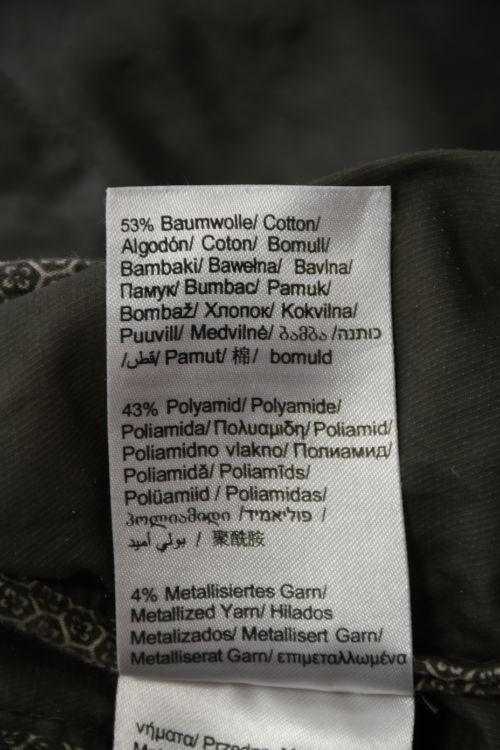 53% Baumwolle/ Cotton/
Algodón/ Coton/ Bomull/
Bambaki/ Bawełna/ Bavlna/
Памук/ Bumbac/ Pamuk/
Bombaž/ Хлопок/ Kokvilna/
Puuvill/ Medvilnė/ ბამბა /כותנה
/قطن/ Pamut/ 棉/ bomuld
43% Polyamid/ Polyamide/
Poliamida/ Πολυαμιδη/ Poliamid/
Poliamidno vlakno/ Полиамид/
Poliamidă/ Poliamīds/
Polüamiid / Poliamidas/
პოლიამიდი /פוליאמיד /
بولي أميد / 聚酰胺
4% Metallisiertes Garn/
Metallized Yarn/ Hilados
Metalizados/ Metallisert Garn/
Metalliserat Garn/ επιμεταλλωμένα
νήματα/